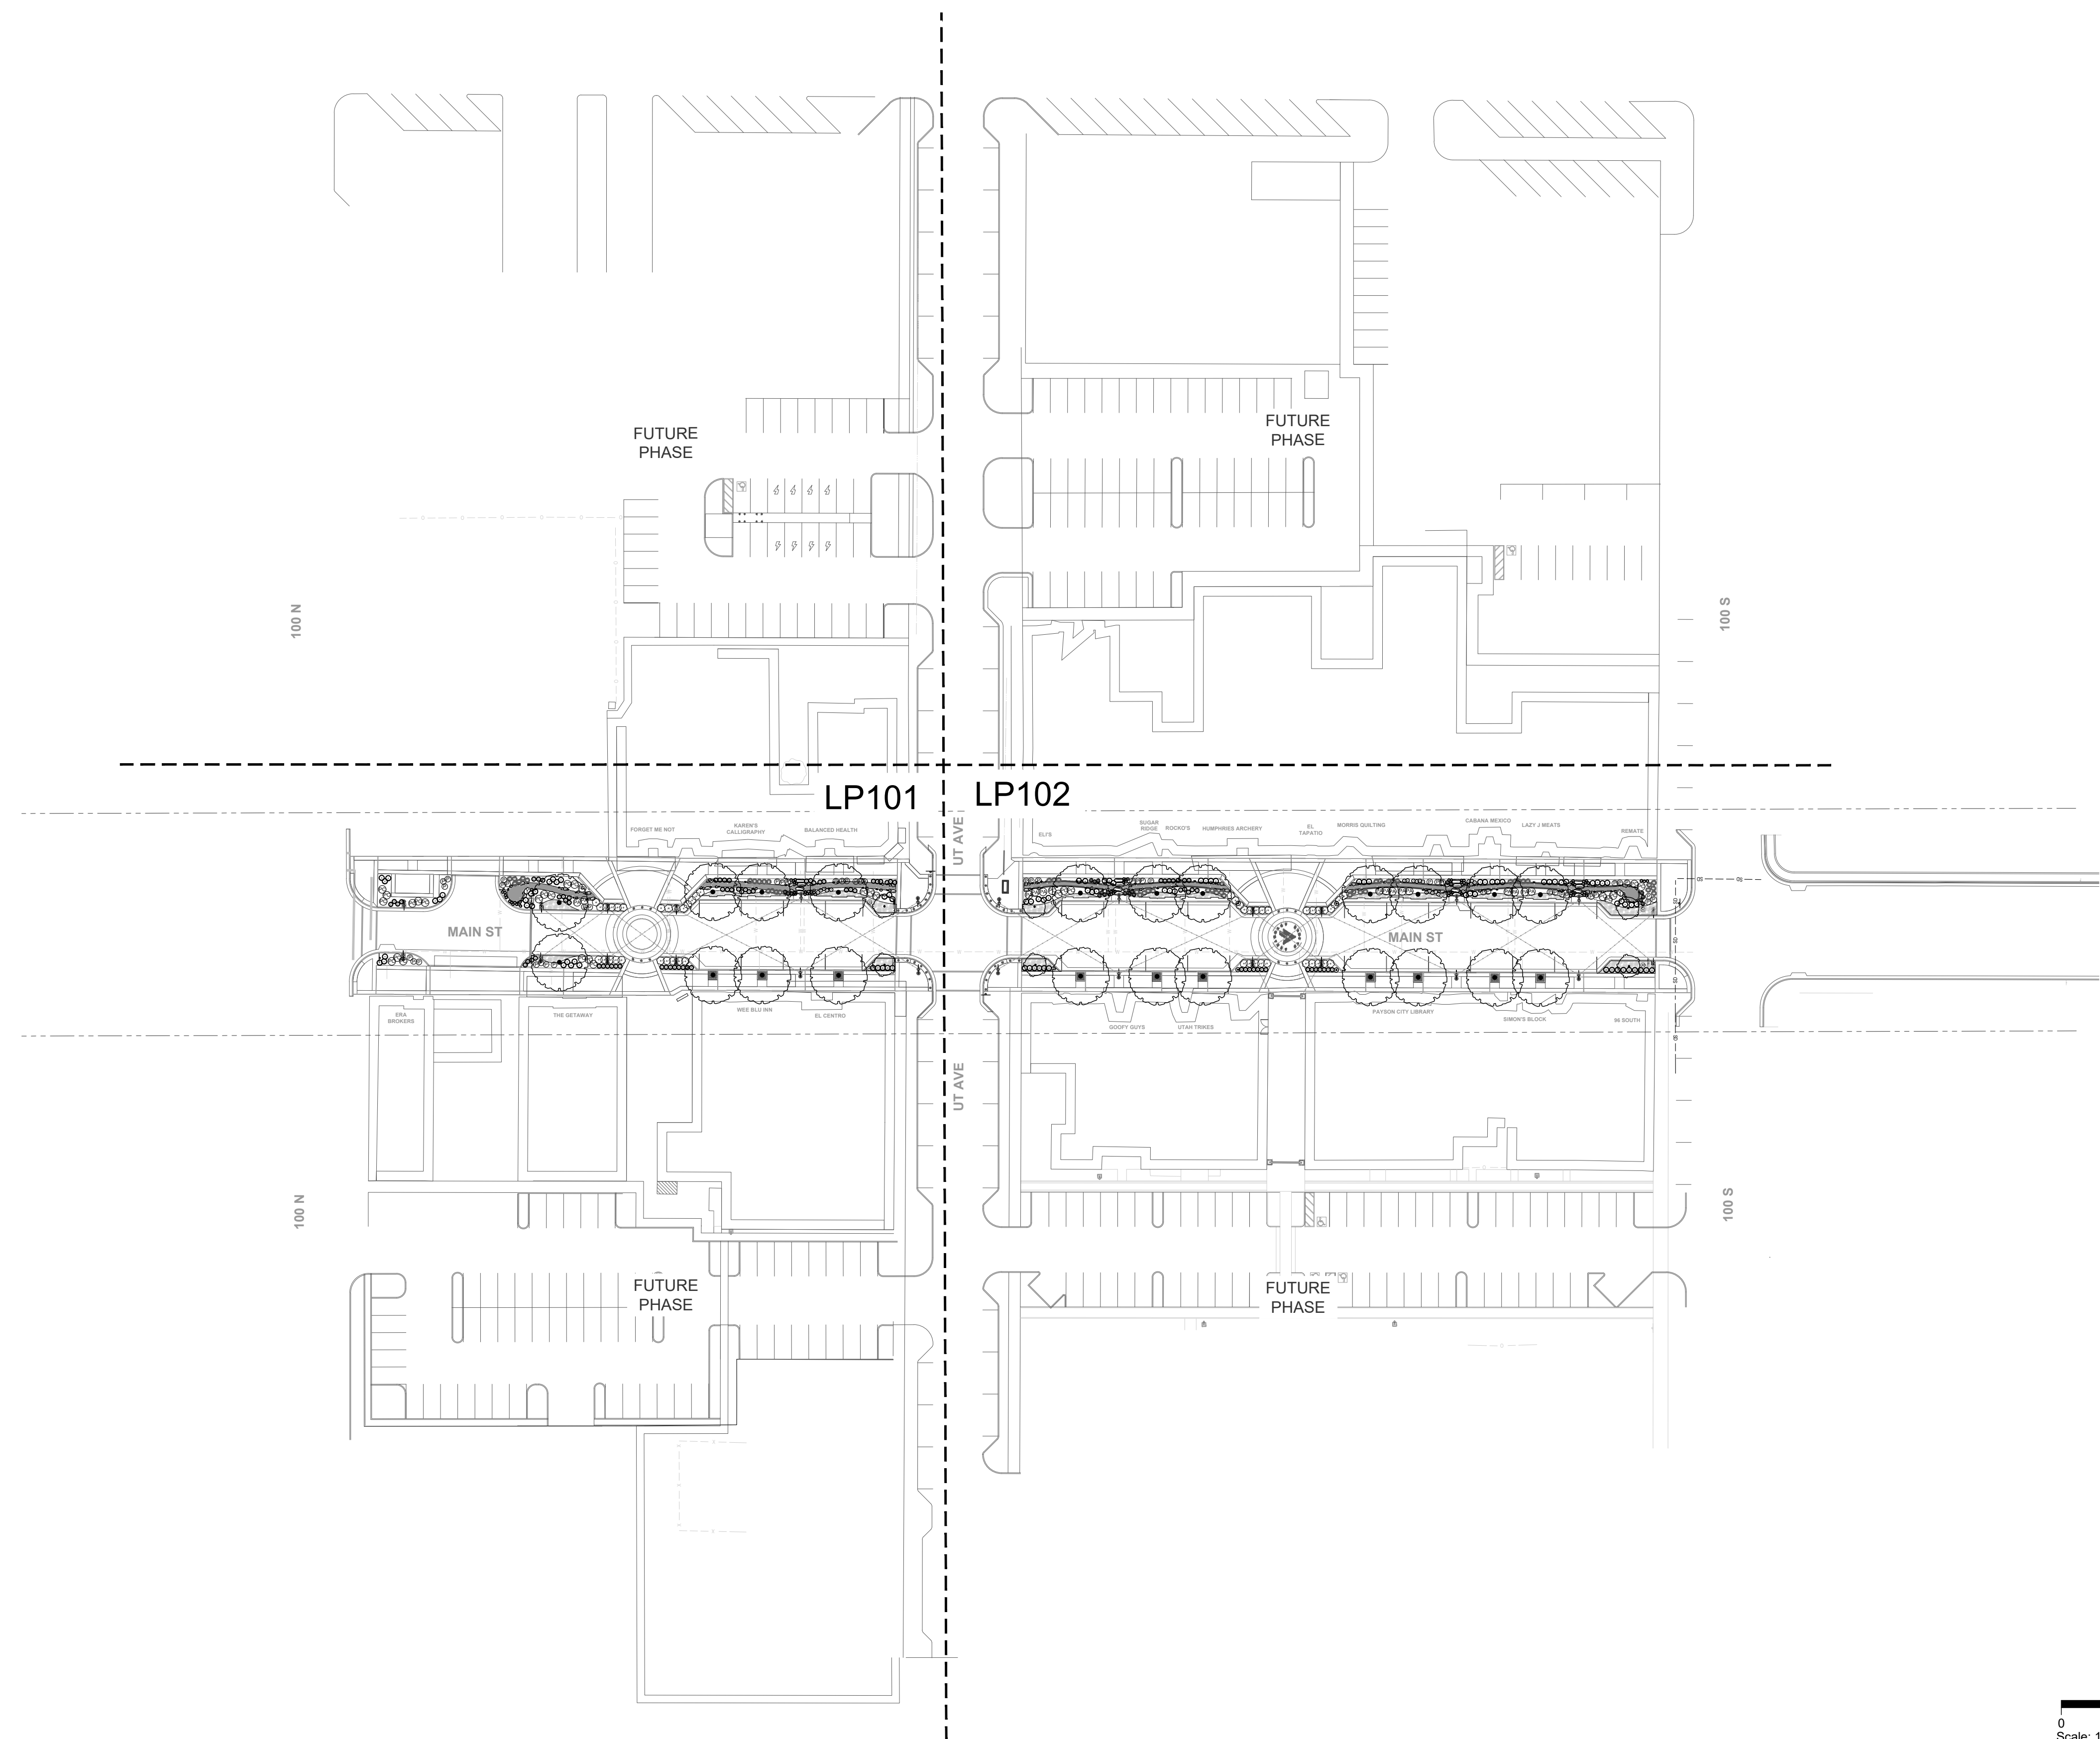 FUTURE
PHASE
FUTURE
PHASE
100 N
100 S
LP101
LP102
UT AVE
FORGET ME NOT
KAREN'S
CALLIGRAPHY
BALANCED HEALTH
ELI'S
SUGAR
RIDGE
ROCKO'S
HUMPHRIES ARCHERY
EL
TAPATIO
MORRIS QUILTING
CABANA MEXICO
LAZY J MEATS
REMATE
MAIN ST
MAIN ST
ERA
BROKERS
THE GETAWAY
WEE BLU INN
EL CENTRO
GOOFY GUYS
UTAH TRIKES
PAYSON CITY LIBRARY
SIMON'S BLOCK
96 SOUTH
UT AVE
100 N
100 S
FUTURE
PHASE
FUTURE
PHASE
0
Scale: 1